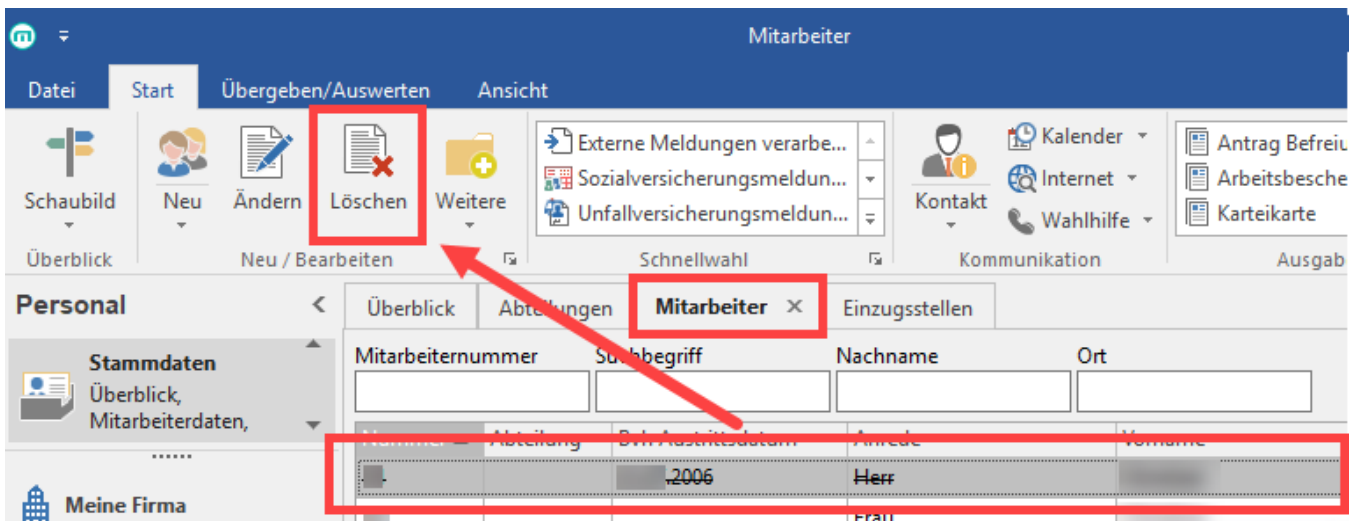 Mitarbeiter
Datei Start Übergeben/Auswerten Ansicht
Schaubild
Neu
Ändern
Löschen
Weitere
Externe Meldungen verarbe...
Sozialversicherungsmeldun...
Unfallversicherungsmeldun...
Kontakt
Kalender
Internet
Wahlhilfe
Antrag Befreiu
Arbeitsbesche
Karteikarte
Überblick Neu / Bearbeiten Schnellwahl Kommunikation Ausgab
Personal
Überblick Abteilungen Mitarbeiter Einzugsstellen
Stammdaten
Überblick,
Mitarbeiterdaten,
Meine Firma
Mitarbeiternummer Suchbegriff Nachname Ort
Nummer Abteilung Bvh Austrittsdatum Anrede Vorname
.2006 Herr
Frau